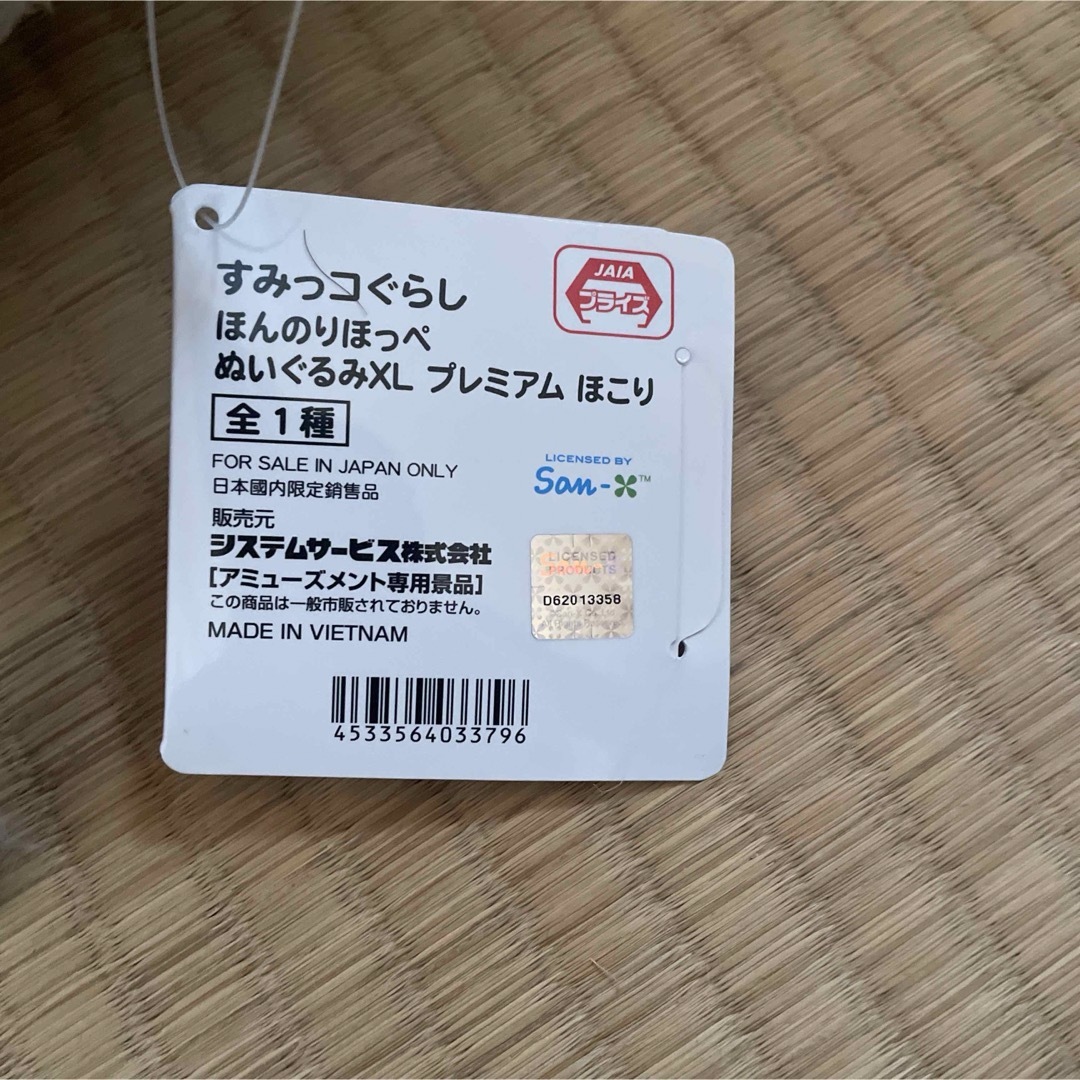 すみっコぐらし
ほんのりほっぺ
ぬいぐるみXL プレミアム ほこり
全1種
JAIA
プライズ
FOR SALE IN JAPAN ONLY
日本國内限定銷售品
LICENSED BY
San-X™
販売元
システムサービス株式会社
[アミューズメント専用景品]
この商品は一般市販されておりません。
MADE IN VIETNAM
LICENSED
PRODUCTS
D62013358
4533564033796